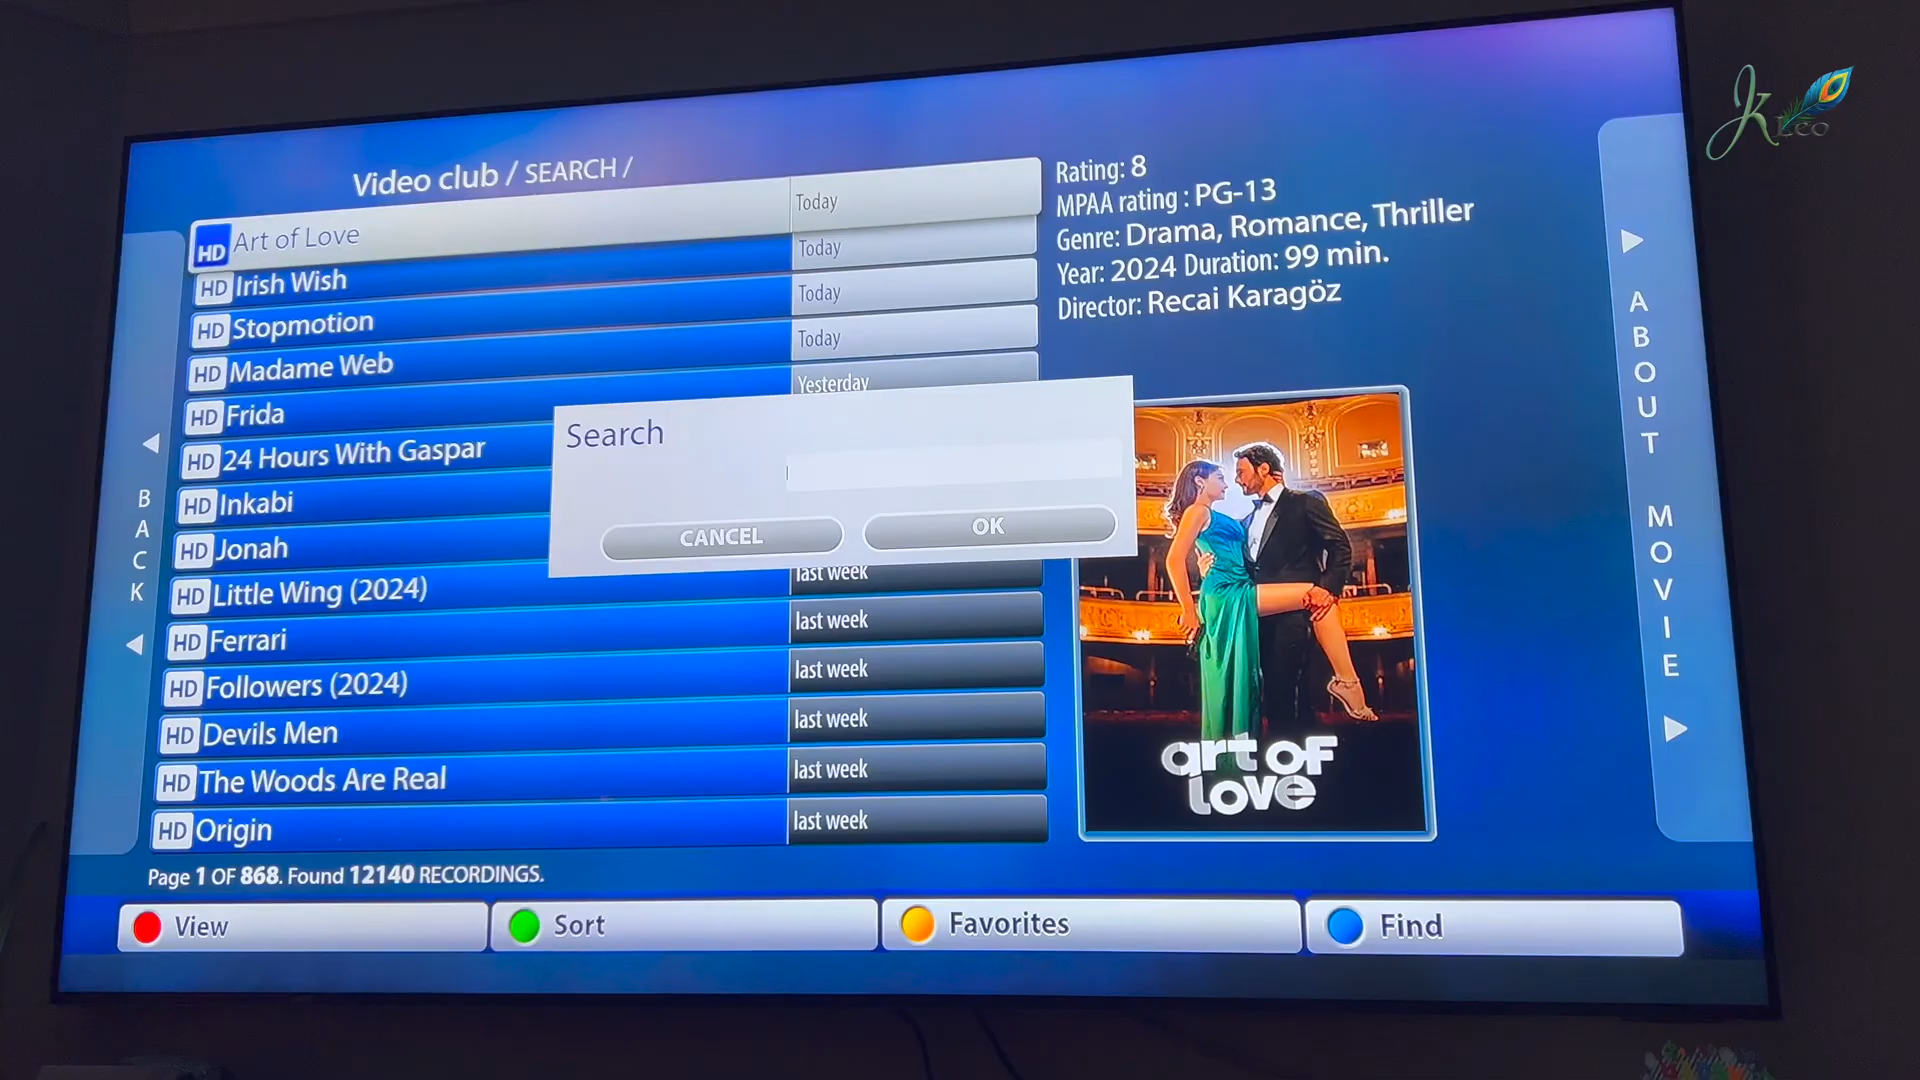 JK Leo
Video club / SEARCH /
HD Art of Love Today
HD Irish Wish Today
HD Stopmotion Today
HD Madame Web Today
HD Frida Yesterday
HD 24 Hours With Gaspar
HD Inkabi
HD Jonah
HD Little Wing (2024) last week
HD Ferrari last week
HD Followers (2024) last week
HD Devils Men last week
HD The Woods Are Real last week
HD Origin last week
Page 1 OF 868. Found 12140 RECORDINGS.
Search
CANCEL OK
Rating: 8
MPAA rating : PG-13
Genre: Drama, Romance, Thriller
Year: 2024 Duration: 99 min.
Director: Recai Karagöz
art OF
Love
BACK
ABOUT MOVIE
View Sort Favorites Find